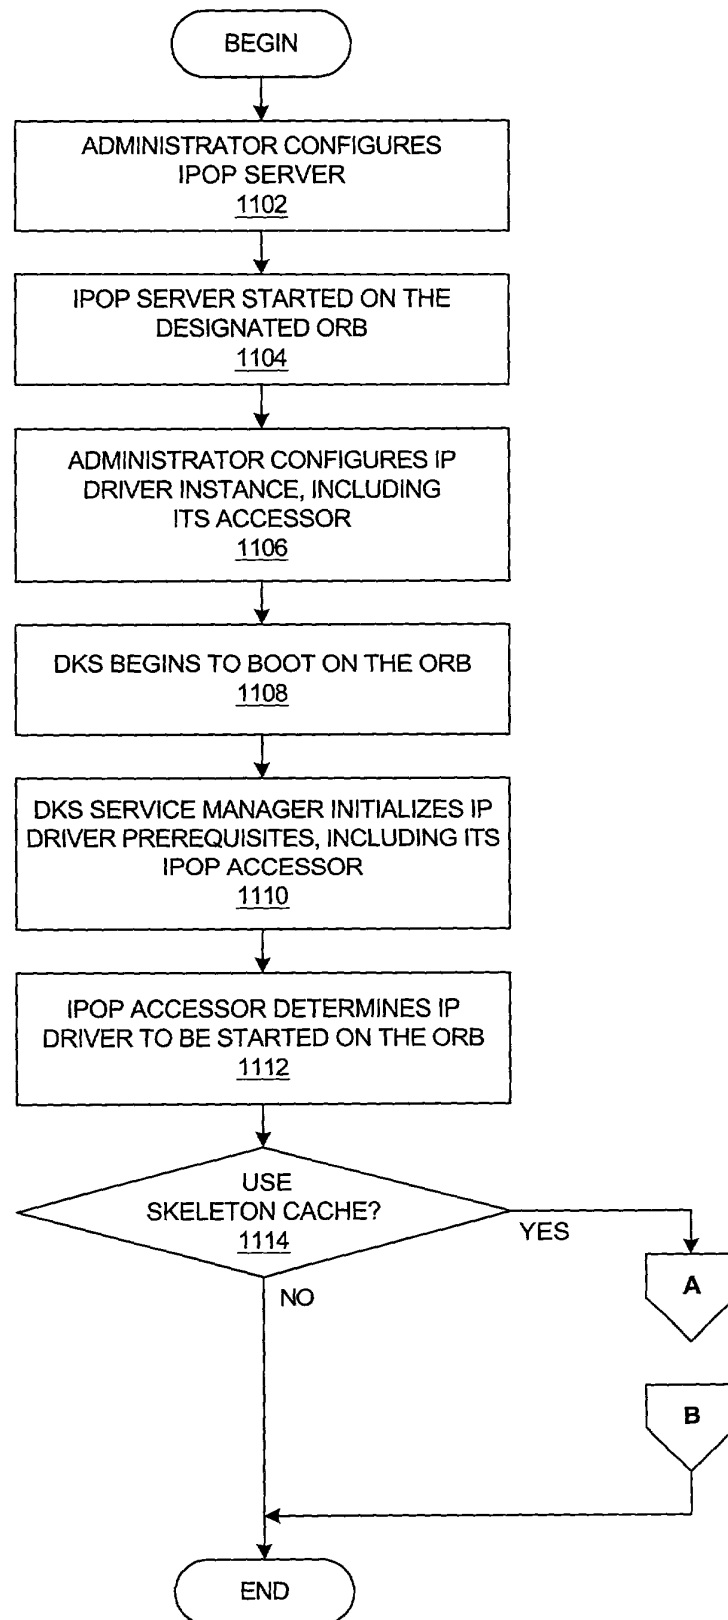 BEGIN
ADMINISTRATOR CONFIGURES
IPOP SERVER
1102
IPOP SERVER STARTED ON THE
DESIGNATED ORB
1104
ADMINISTRATOR CONFIGURES IP
DRIVER INSTANCE, INCLUDING
ITS ACCESSOR
1106
DKS BEGINS TO BOOT ON THE ORB
1108
DKS SERVICE MANAGER INITIALIZES IP
DRIVER PREREQUISITES, INCLUDING ITS
IPOP ACCESSOR
1110
IPOP ACCESSOR DETERMINES IP
DRIVER TO BE STARTED ON THE ORB
1112
USE
SKELETON CACHE?
1114
YES
A
NO
B
END